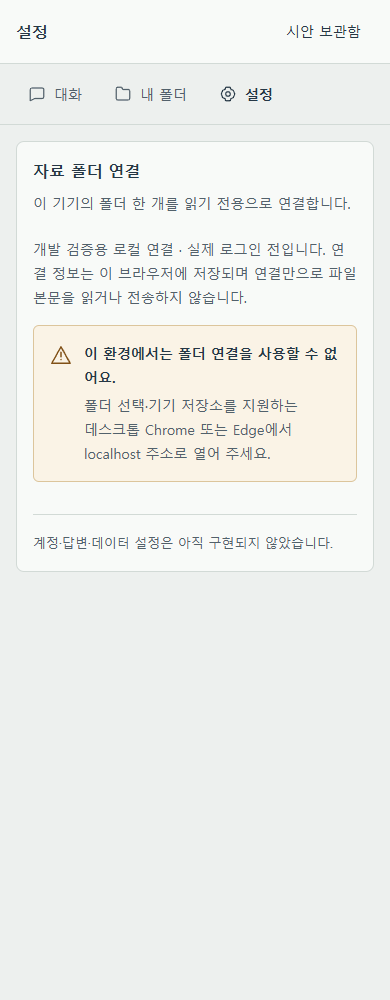 설정
시안 보관함
대화
내 폴더
설정
자료 폴더 연결
이 기기의 폴더 한 개를 읽기 전용으로 연결합니다.
개발 검증용 로컬 연결 · 실제 로그인 전입니다. 연
결 정보는 이 브라우저에 저장되며 연결만으로 파일
본문을 읽거나 전송하지 않습니다.
이 환경에서는 폴더 연결을 사용할 수 없
어요.
폴더 선택·기기 저장소를 지원하는
데스크톱 Chrome 또는 Edge에서
localhost 주소로 열어 주세요.
계정·답변·데이터 설정은 아직 구현되지 않았습니다.